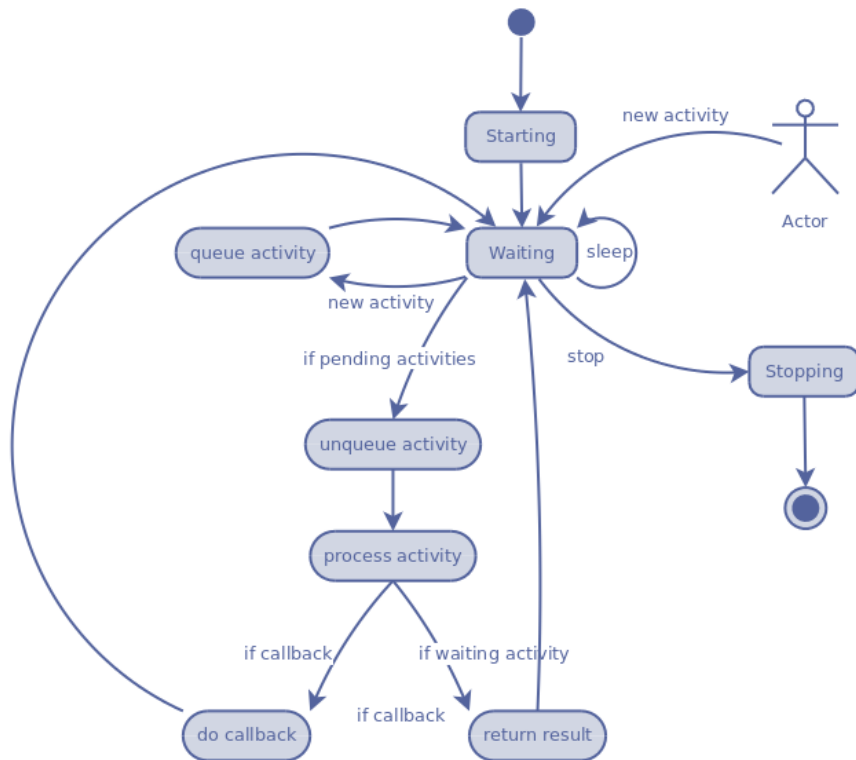 new activity
Starting
Actor
queue activity
Waiting
sleep
new activity
if pending activities
stop
Stopping
unqueue activity
process activity
if callback
if waiting activity
if callback
do callback
return result